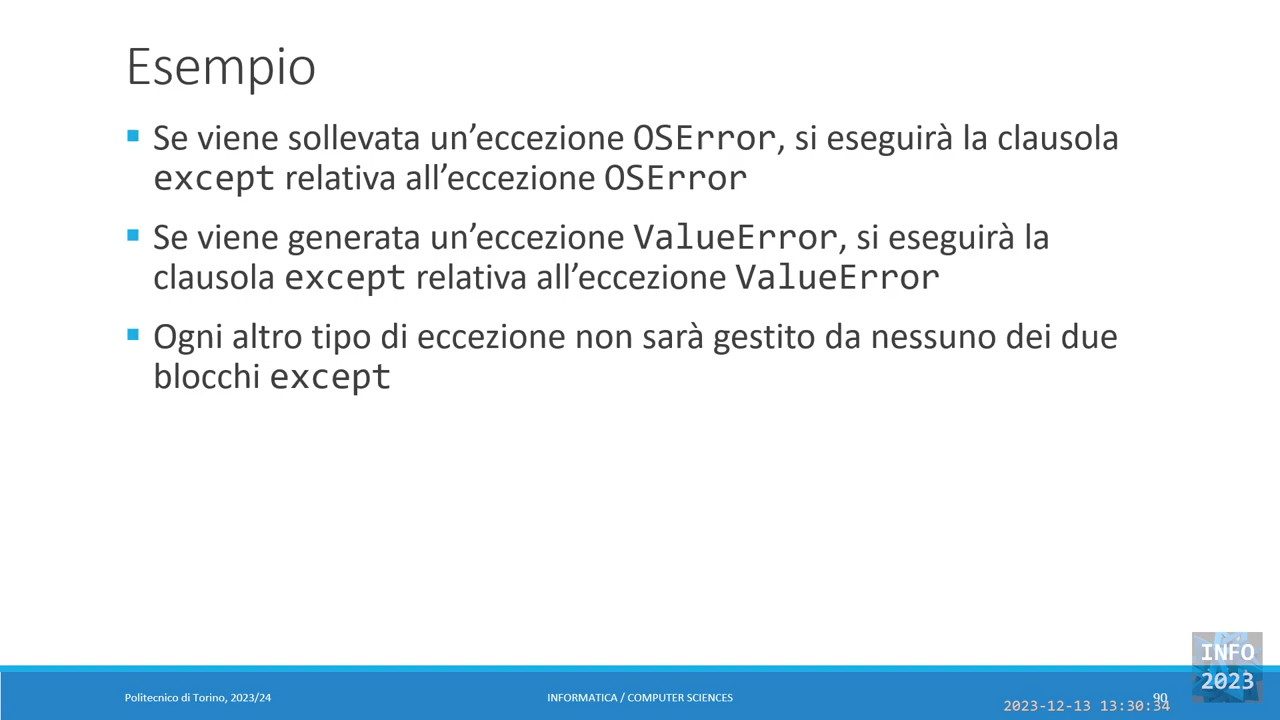 Esempio
Se viene sollevata un’eccezione OSError, si eseguirà la clausola
except relativa all’eccezione OSError
Se viene generata un’eccezione ValueError, si eseguirà la
clausola except relativa all’eccezione ValueError
Ogni altro tipo di eccezione non sarà gestito da nessuno dei due
blocchi except
INFO
2023
Politecnico di Torino, 2023/24
INFORMATICA / COMPUTER SCIENCES
90
2023-12-13 13:30:34